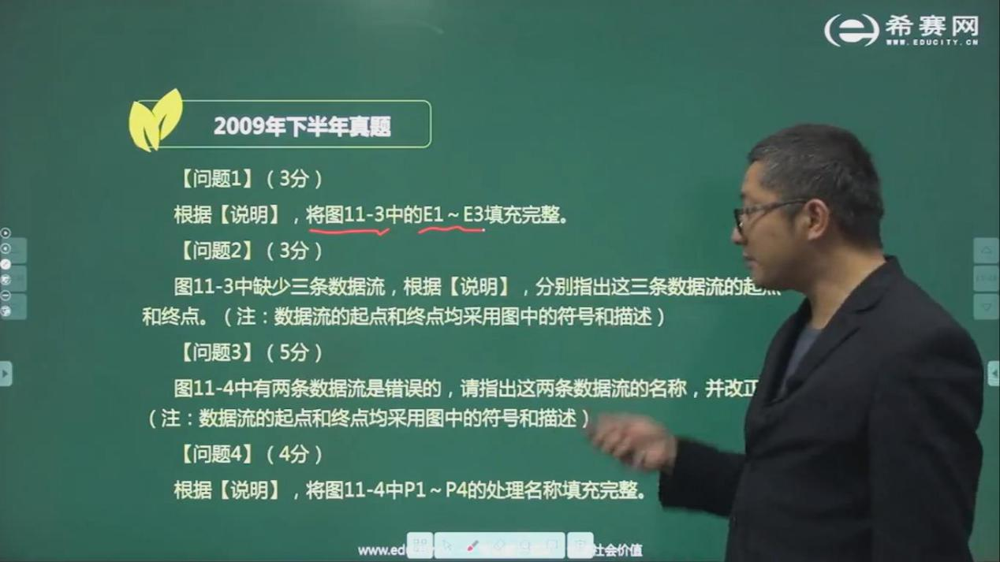 希赛网
WWW.EDUCITY.CN
2009年下半年真题
【问题1】(3分)
根据【说明】,将图11-3中的E1~E3填充完整。
【问题2】(3分)
图11-3中缺少三条数据流,根据【说明】,分别指出这三条数据流的起点
和终点。(注:数据流的起点和终点均采用图中的符号和描述)
【问题3】(5分)
图11-4中有两条数据流是错误的,请指出这两条数据流的名称,并改正
(注:数据流的起点和终点均采用图中的符号和描述)
【问题4】(4分)
根据【说明】,将图11-4中P1~P4的处理名称填充完整。
社会价值